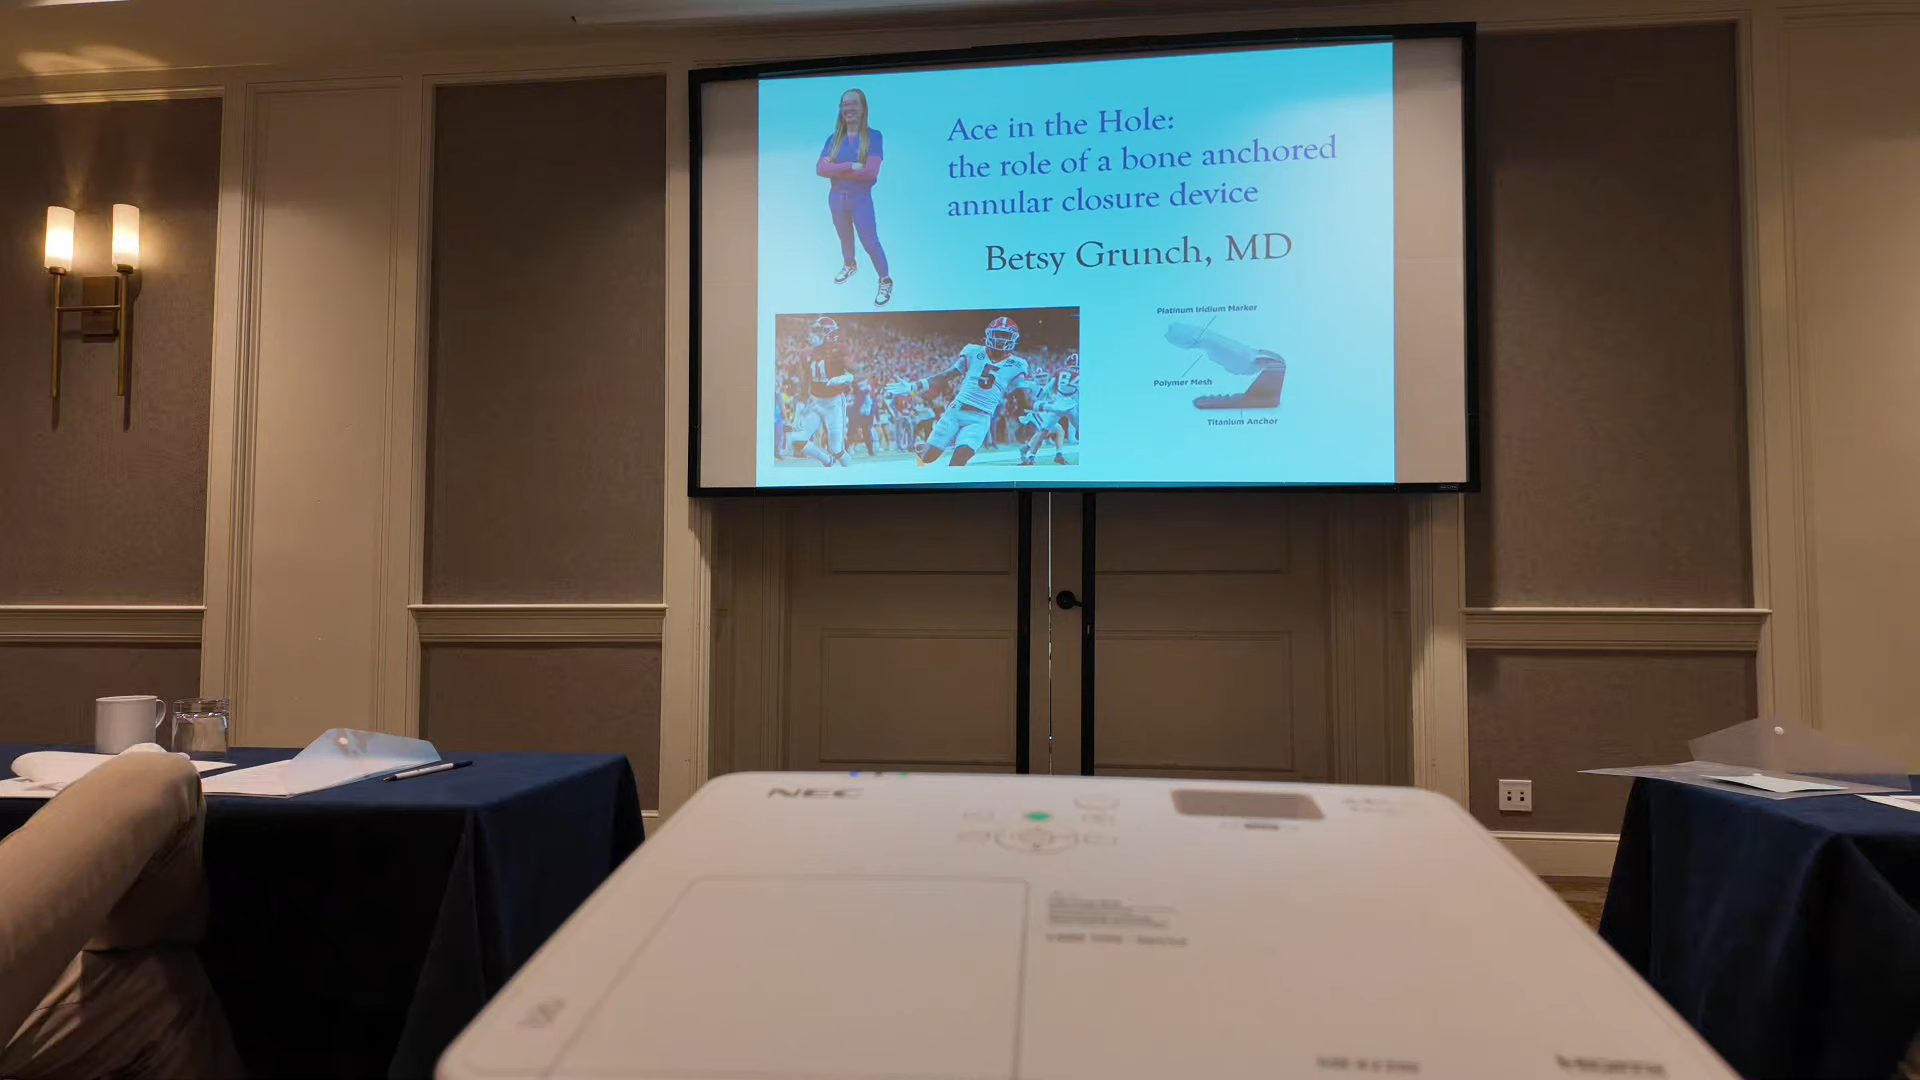 Ace in the Hole:
the role of a bone anchored
annular closure device
Betsy Grunch, MD
Platinum Iridium Marker
Polymer Mesh
Titanium Anchor
11
5
NEC